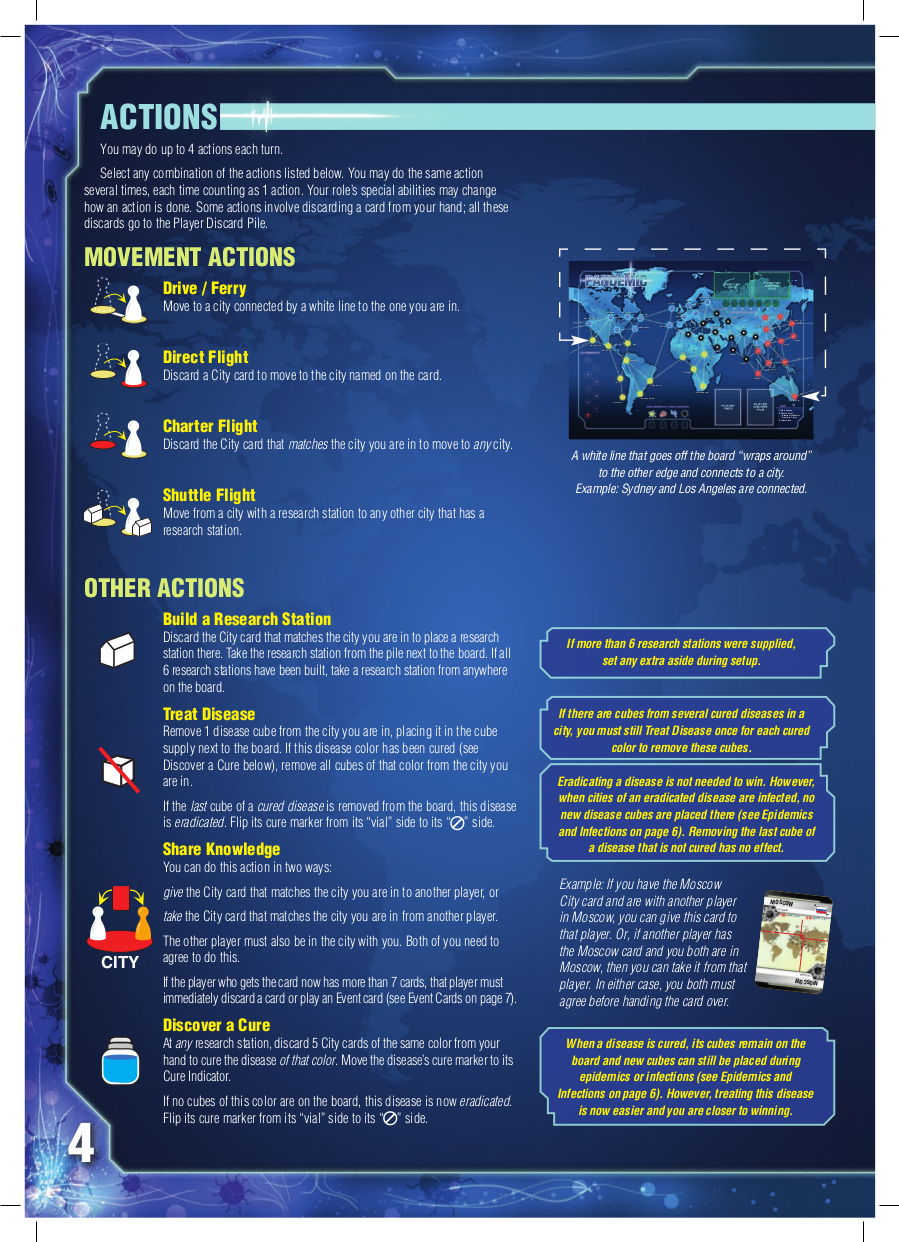 ACTIONS
You may do up to 4 actions each turn.
Select any combination of the actions listed below. You may do the same action
several times, each time counting as 1 action. Your role's special abilities may change
how an action is done. Some actions involve discarding a card from your hand; all these
discards go to the Player Discard Pile.
MOVEMENT ACTIONS
Drive / Ferry
Move to a city connected by a white line to the one you are in.
Direct Flight
Discard a City card to move to the city named on the card.
Charter Flight
Discard the City card that matches the city you are in to move to any city.
Shuttle Flight
Move from a city with a research station to any other city that has a
research station.
PANDEMIC
PLAYER
DECK
PLAYER
DISCARD
PILE
A white line that goes off the board “wraps around”
to the other edge and connects to a city.
Example: Sydney and Los Angeles are connected.
OTHER ACTIONS
Build a Research Station
Discard the City card that matches the city you are in to place a research
station there. Take the research station from the pile next to the board. If all
6 research stations have been built, take a research station from anywhere
on the board.
If more than 6 research stations were supplied,
set any extra aside during setup.
Treat Disease
Remove 1 disease cube from the city you are in, placing it in the cube
supply next to the board. If this disease color has been cured (see
Discover a Cure below), remove all cubes of that color from the city you
are in.
If the last cube of a cured disease is removed from the board, this disease
is eradicated. Flip its cure marker from its “vial” side to its “ ” side.
If there are cubes from several cured diseases in a
city, you must still Treat Disease once for each cured
color to remove these cubes.
Eradicating a disease is not needed to win. However,
when cities of an eradicated disease are infected, no
new disease cubes are placed there (see Epidemics
and Infections on page 6). Removing the last cube of
a disease that is not cured has no effect.
Share Knowledge
You can do this action in two ways:
give the City card that matches the city you are in to another player, or
take the City card that matches the city you are in from another player.
The other player must also be in the city with you. Both of you need to
agree to do this.
If the player who gets the card now has more than 7 cards, that player must
immediately discard a card or play an Event card (see Event Cards on page 7).
CITY
Example: If you have the Moscow
City card and are with another player
in Moscow, you can give this card to
that player. Or, if another player has
the Moscow card and you both are in
Moscow, then you can take it from that
player. In either case, you both must
agree before handing the card over.
MOSCOW
MOSCOW
Discover a Cure
At any research station, discard 5 City cards of the same color from your
hand to cure the disease of that color. Move the disease's cure marker to its
Cure Indicator.
If no cubes of this color are on the board, this disease is now eradicated.
Flip its cure marker from its “vial” side to its “ ” side.
When a disease is cured, its cubes remain on the
board and new cubes can still be placed during
epidemics or infections (see Epidemics and
Infections on page 6). However, treating this disease
is now easier and you are closer to winning.
4